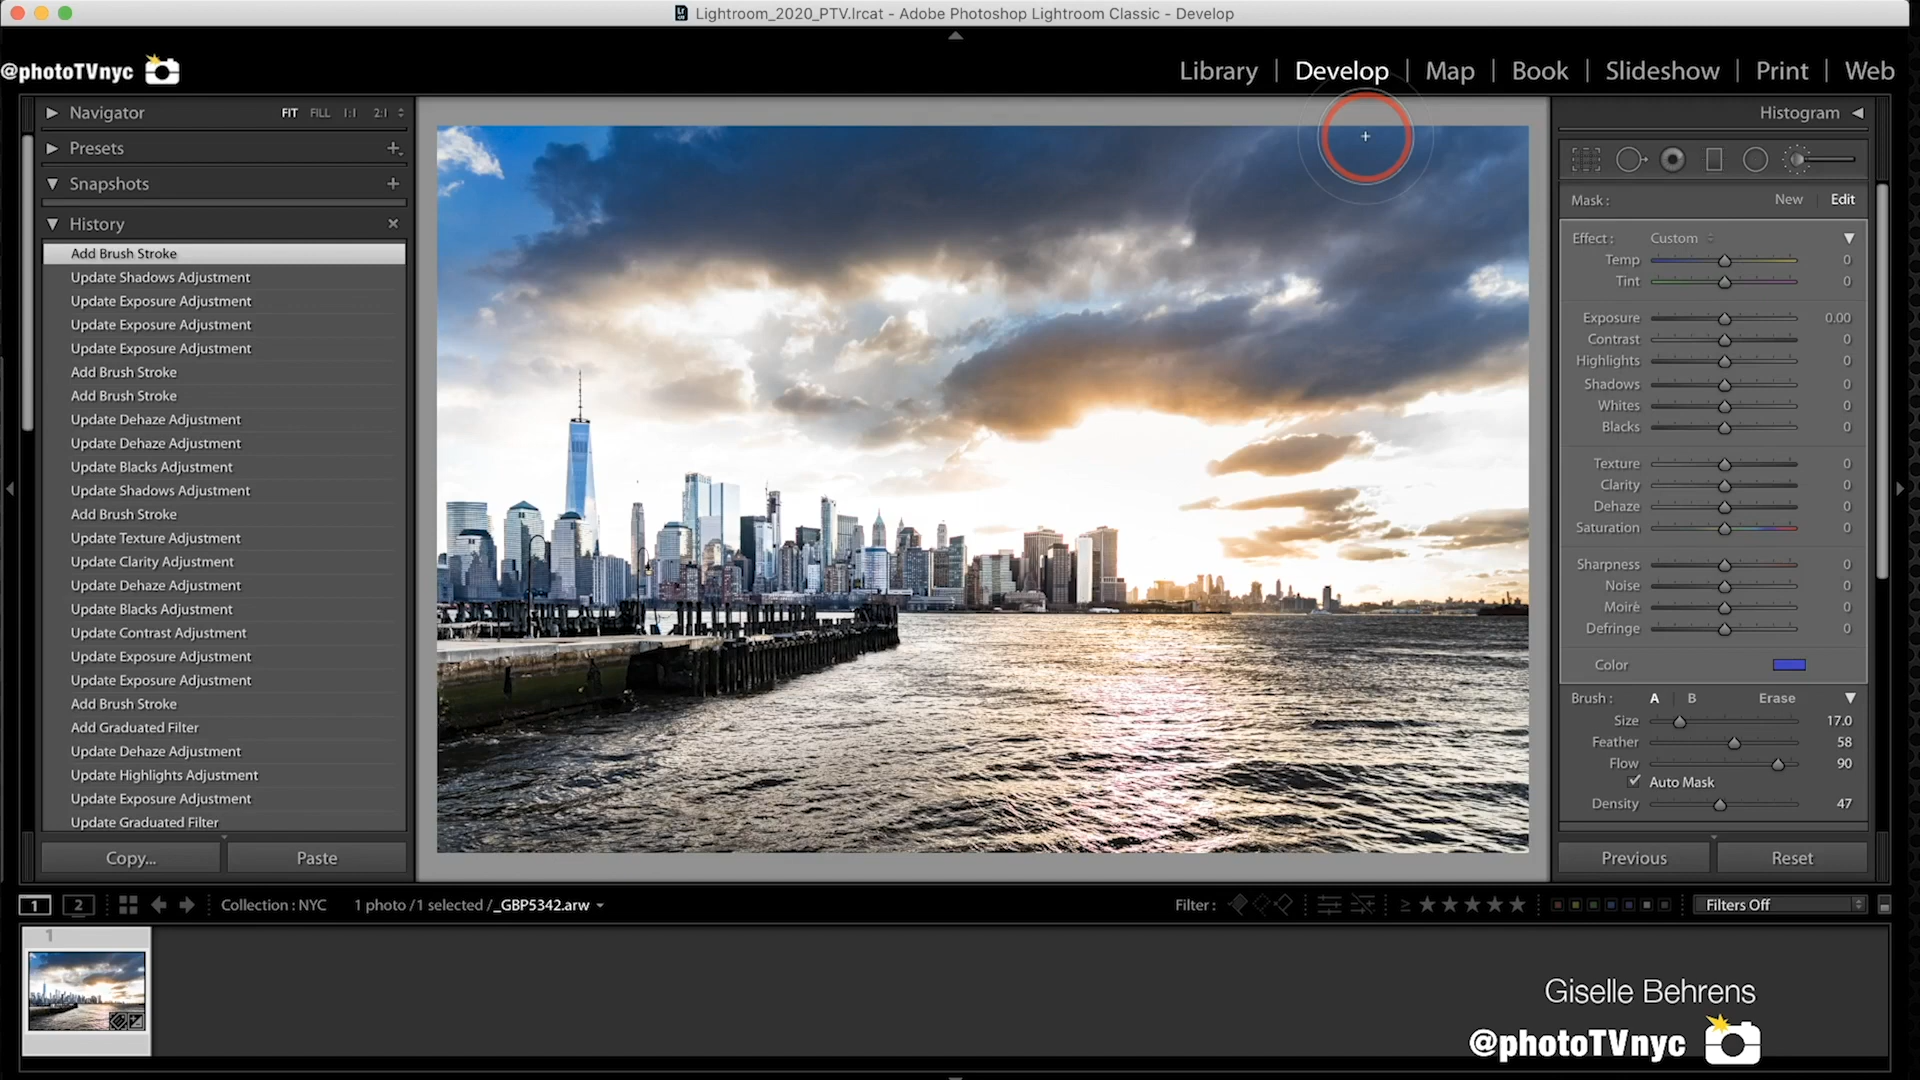 Lr
Lightroom_2020_PTV.lrcat - Adobe Photoshop Lightroom Classic - Develop
@photoTVnyc
Library | Develop | Map | Book | Slideshow | Print | Web
Navigator FIT FILL 1:1 2:1
Presets
Snapshots
History
Add Brush Stroke
Update Shadows Adjustment
Update Exposure Adjustment
Update Exposure Adjustment
Update Exposure Adjustment
Add Brush Stroke
Add Brush Stroke
Update Dehaze Adjustment
Update Dehaze Adjustment
Update Blacks Adjustment
Update Shadows Adjustment
Add Brush Stroke
Update Texture Adjustment
Update Clarity Adjustment
Update Dehaze Adjustment
Update Blacks Adjustment
Update Contrast Adjustment
Update Exposure Adjustment
Update Exposure Adjustment
Add Brush Stroke
Add Graduated Filter
Update Dehaze Adjustment
Update Highlights Adjustment
Update Exposure Adjustment
Update Graduated Filter
Copy... Paste
Histogram
Mask : New | Edit
Effect : Custom
Temp 0
Tint 0
Exposure 0.00
Contrast 0
Highlights 0
Shadows 0
Whites 0
Blacks 0
Texture 0
Clarity 0
Dehaze 0
Saturation 0
Sharpness 0
Noise 0
Moiré 0
Defringe 0
Color
Brush : A | B Erase
Size 17.0
Feather 58
Flow 90
Auto Mask
Density 47
Previous Reset
1 2 Collection : NYC 1 photo /1 selected /_GBP5342.arw Filter : ≥ ★★★★★ Filters Off
1
Giselle Behrens
@photoTVnyc